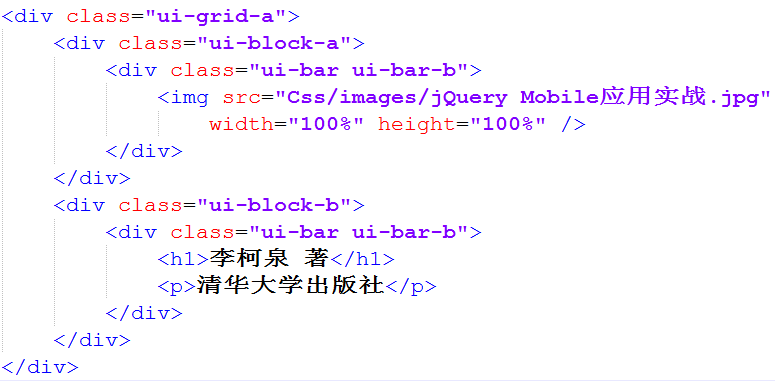 <div class="ui-grid-a">
<div class="ui-block-a">
<div class="ui-bar ui-bar-b">
<img src="Css/images/jQuery Mobile应用实战.jpg"
width="100%" height="100%" />
</div>
</div>
<div class="ui-block-b">
<div class="ui-bar ui-bar-b">
<h1>李柯泉 著</h1>
<p>清华大学出版社</p>
</div>
</div>
</div>